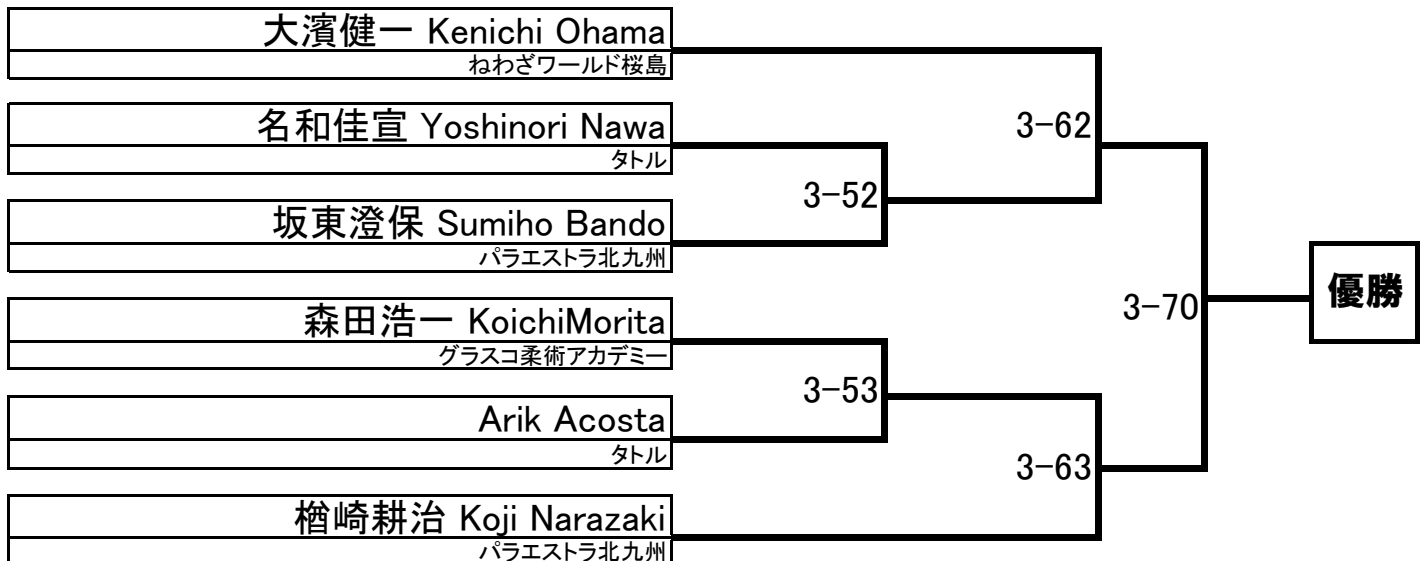 大濱健一 Kenichi Ohama
ねわざワールド桜島
名和佳宣 Yoshinori Nawa
3-62
タトル
3-52
坂東澄保 Sumiho Bando
パラエストラ北九州
優勝
森田浩一 KoichiMorita
3-70
グラスコ柔術アカデミー
3-53
Arik Acosta
タトル
3-63
楢崎耕治 Koji Narazaki
パラエストラ北九州